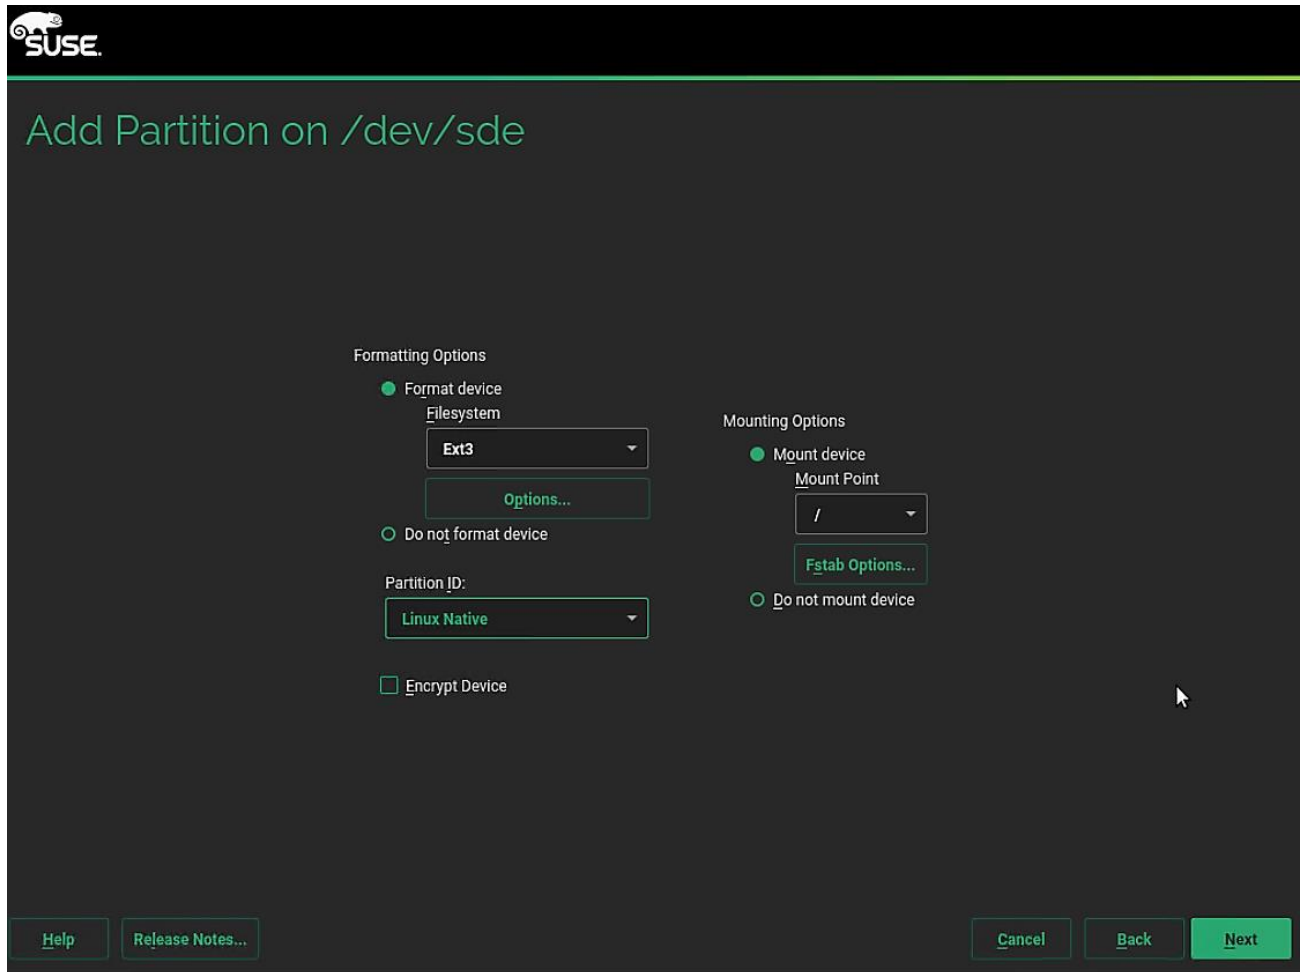 SUSE.
Add Partition on /dev/sde
Formatting Options
Format device
Filesystem
Ext3
Options...
Do not format device
Partition ID:
Linux Native
Encrypt Device
Mounting Options
Mount device
Mount Point
/
Fstab Options...
Do not mount device
Help
Release Notes...
Cancel
Back
Next